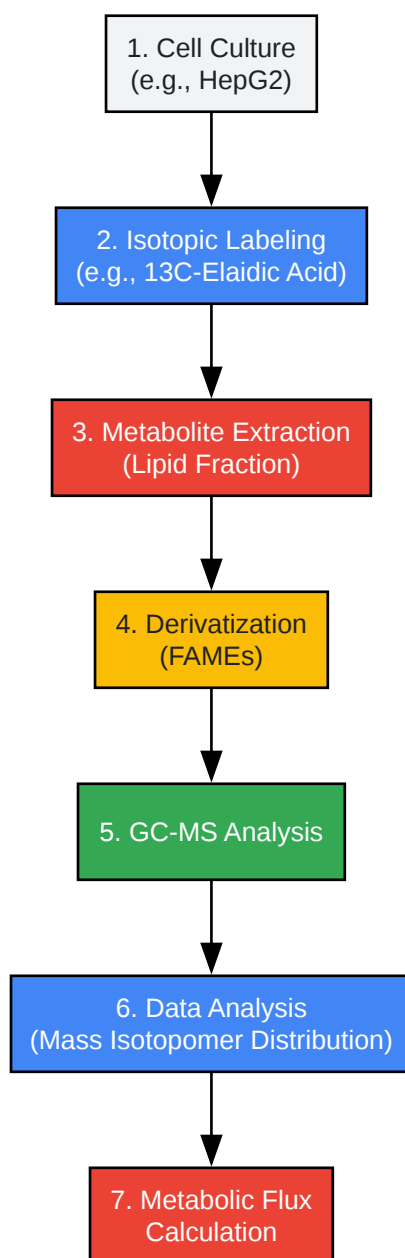 1. Cell Culture
(e.g., HepG2)
2. Isotopic Labeling
(e.g., 13C-Elaidic Acid)
3. Metabolite Extraction
(Lipid Fraction)
4. Derivatization
(FAMEs)
5. GC-MS Analysis
6. Data Analysis
(Mass Isotopomer Distribution)
7. Metabolic Flux
Calculation